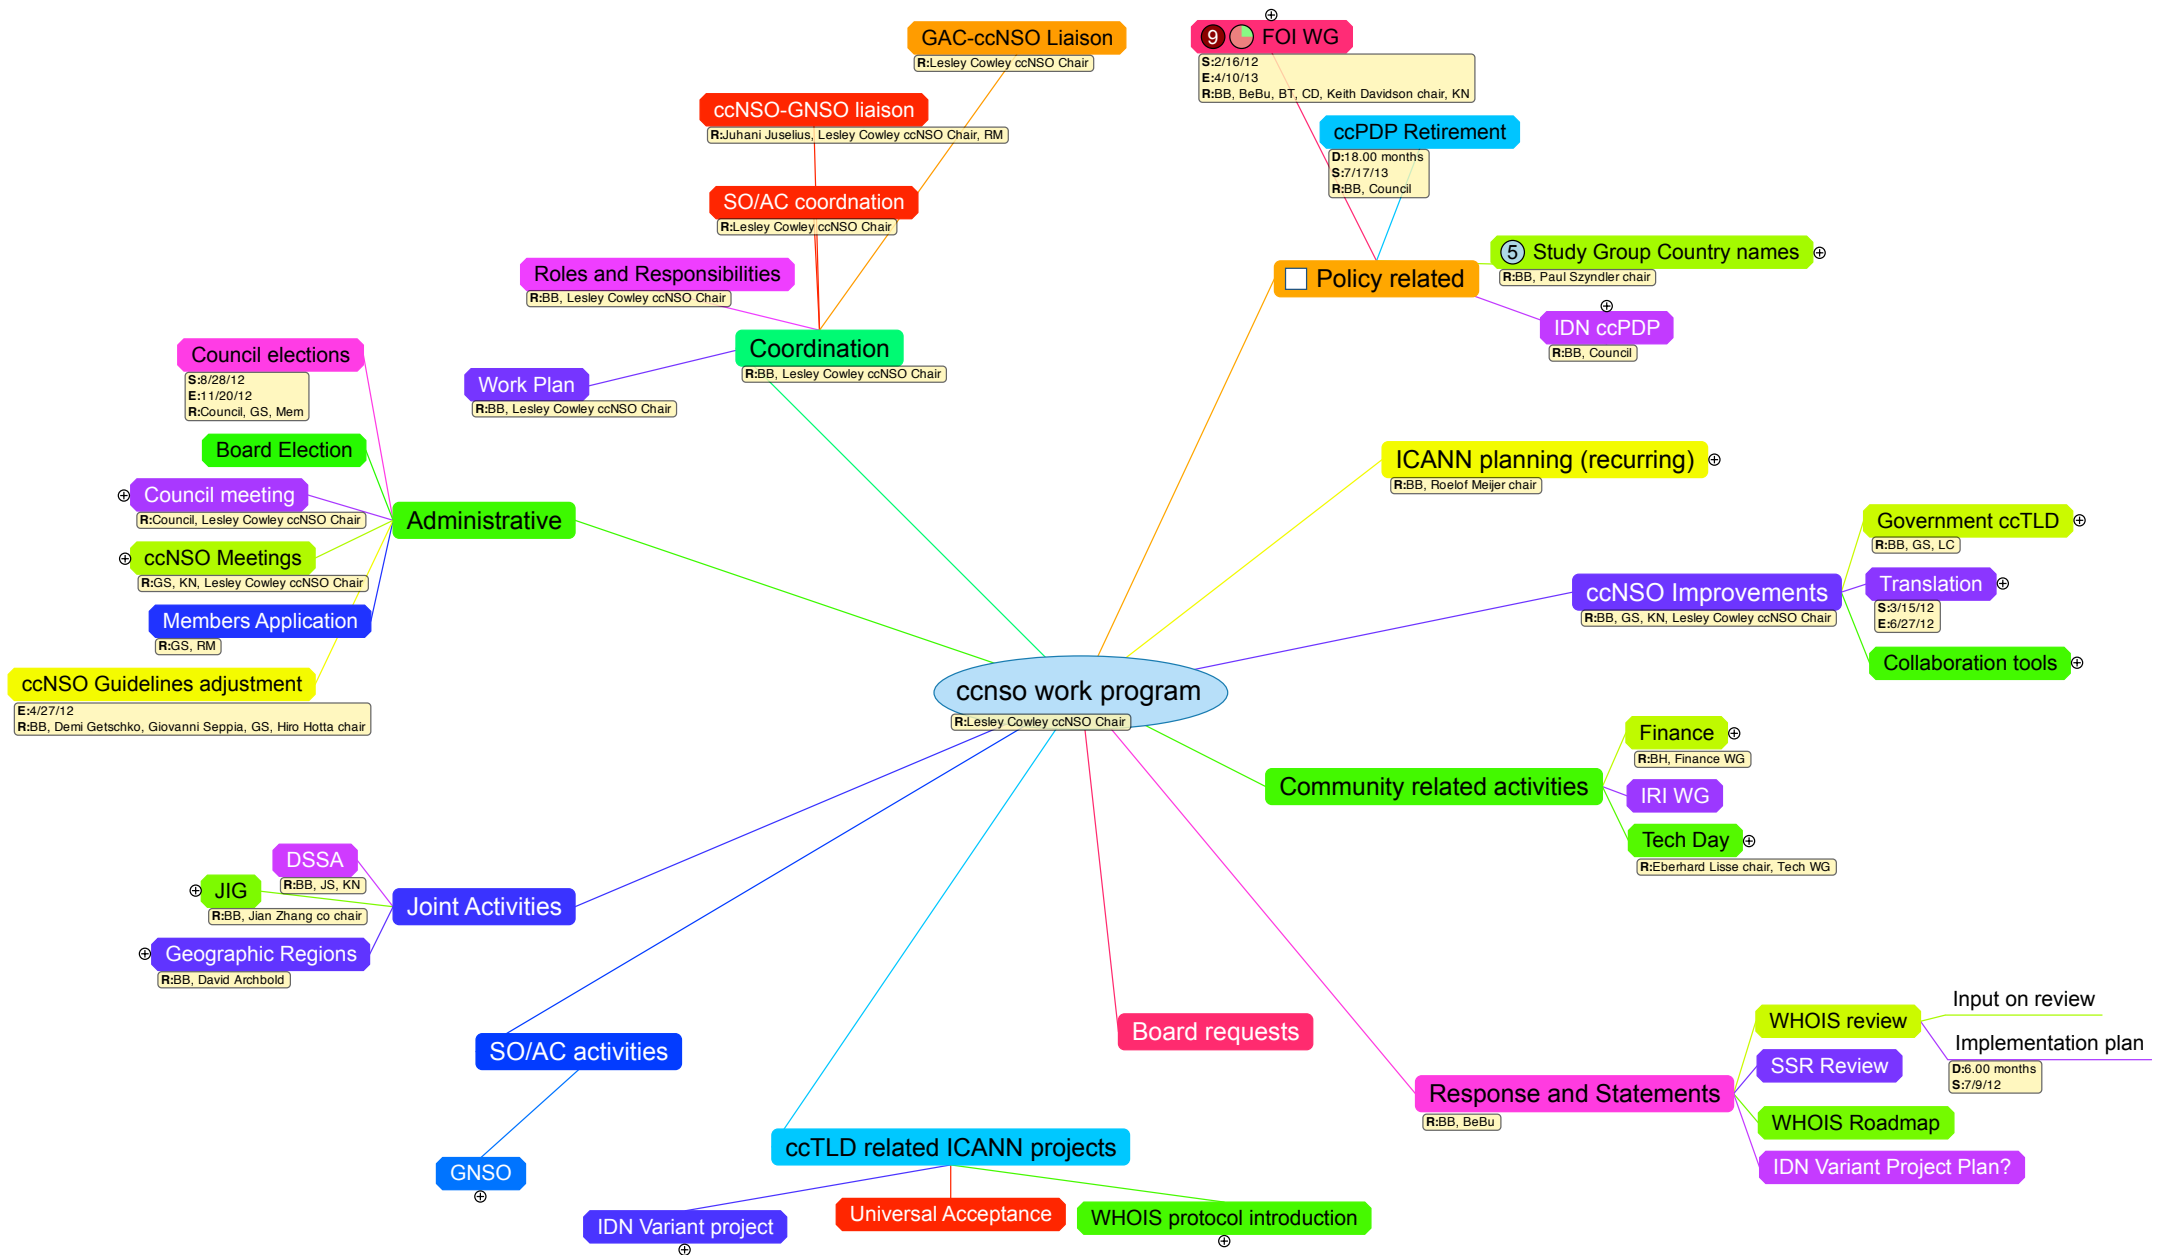 GAC-ccNSO Liaison
R:Lesley Cowley ccNSO Chair
ccNSO-GNSO liaison
R:Juhani Juselius, Lesley Cowley ccNSO Chair, RM
SO/AC coordnation
R:Lesley Cowley ccNSO Chair
Roles and Responsibilities
R:BB, Lesley Cowley ccNSO Chair
Coordination
R:BB, Lesley Cowley ccNSO Chair
Work Plan
R:BB, Lesley Cowley ccNSO Chair
9 FOI WG
S:2/16/12
E:4/10/13
R:BB, BeBu, BT, CD, Keith Davidson chair, KN
ccPDP Retirement
D:18.00 months
S:7/17/13
R:BB, Council
Policy related
5 Study Group Country names
R:BB, Paul Szyndler chair
IDN ccPDP
R:BB, Council
Council elections
S:8/28/12
E:11/20/12
R:Council, GS, Mem
Board Election
Council meeting
R:Council, Lesley Cowley ccNSO Chair
ccNSO Meetings
R:GS, KN, Lesley Cowley ccNSO Chair
Members Application
R:GS, RM
ccNSO Guidelines adjustment
E:4/27/12
R:BB, Demi Getschko, Giovanni Seppia, GS, Hiro Hotta chair
Administrative
ICANN planning (recurring)
R:BB, Roelof Meijer chair
ccNSO Improvements
R:BB, GS, KN, Lesley Cowley ccNSO Chair
Government ccTLD
R:BB, GS, LC
Translation
S:3/15/12
E:6/27/12
Collaboration tools
ccnso work program
R:Lesley Cowley ccNSO Chair
Community related activities
Finance
R:BH, Finance WG
IRI WG
Tech Day
R:Eberhard Lisse chair, Tech WG
DSSA
R:BB, JS, KN
JIG
R:BB, Jian Zhang co chair
Geographic Regions
R:BB, David Archbold
Joint Activities
SO/AC activities
GNSO
ccTLD related ICANN projects
IDN Variant project
Universal Acceptance
WHOIS protocol introduction
Board requests
Response and Statements
R:BB, BeBu
WHOIS review
Input on review
Implementation plan
D:6.00 months
S:7/9/12
SSR Review
WHOIS Roadmap
IDN Variant Project Plan?